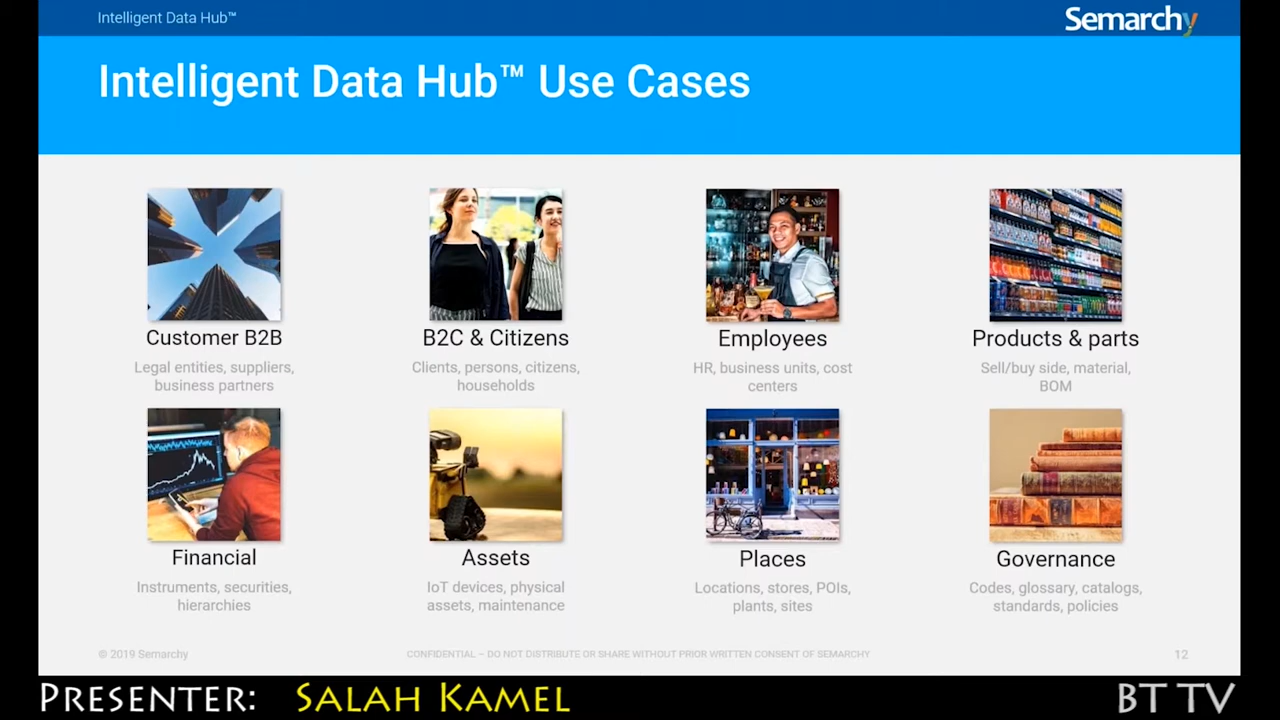 Intelligent Data Hub™
Semarchy
Intelligent Data Hub™ Use Cases
Customer B2B
Legal entities, suppliers,
business partners
B2C & Citizens
Clients, persons, citizens,
households
Employees
HR, business units, cost
centers
Products & parts
Sell/buy side, material,
BOM
Financial
Instruments, securities,
hierarchies
Assets
IoT devices, physical
assets, maintenance
Places
Locations, stores, POIs,
plants, sites
Governance
Codes, glossary, catalogs,
standards, policies
© 2019 Semarchy
CONFIDENTIAL – DO NOT DISTRIBUTE OR SHARE WITHOUT PRIOR WRITTEN CONSENT OF SEMARCHY
12
PRESENTER: SALAH KAMEL
BT TV